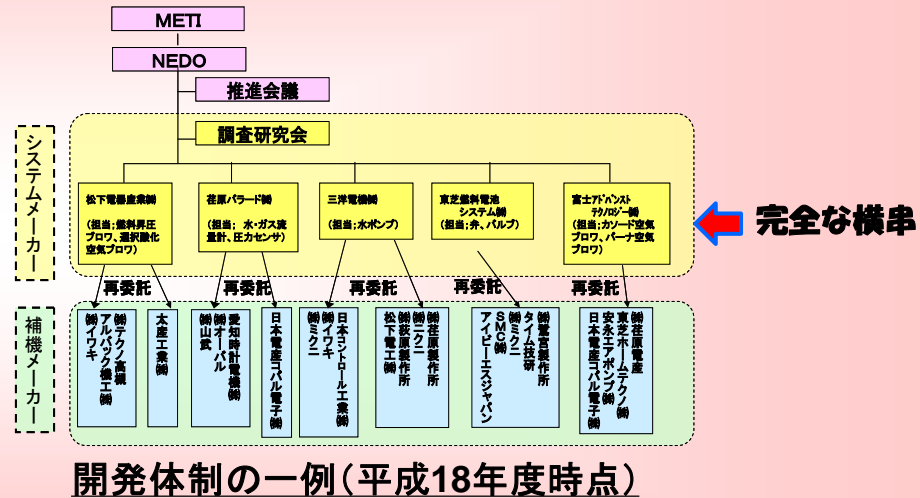 METI
NEDO
推進会議
調査研究会
システムメーカー
松下電器産業㈱
(担当;燃料昇圧
ブロワ、選択酸化
空気ブロワ)
荏原バラード㈱
(担当; 水・ガス流
量計、圧力センサ)
三洋電機㈱
(担当;水ポンプ)
東芝燃料電池
システム㈱
(担当;弁、バルブ)
富士アドバンスト
テクノロジー㈱
(担当;カソード空気
ブロワ、バーナ空気
ブロワ)
完全な横串
再委託
再委託
再委託
再委託
再委託
補機メーカー
㈱テクノ高槻
アルバック機工㈱
㈱イワキ
太産工業㈱
愛知時計電機㈱
㈱オーバル
㈱山武
日本電産コパル電子㈱
日本コントロール工業㈱
㈱イワキ
㈱ミクニ
㈱荏原製作所
㈱ニクニ
㈱荻原製作所
松下電工㈱
㈱鷺宮製作所
タイム技研
㈱ミクニ
SMC㈱
アイピーエスジャパン
㈱荏原電産
東芝ホームテクノ㈱
安永エアポンプ㈱
日本電産コパル電子㈱
開発体制の一例(平成18年度時点)